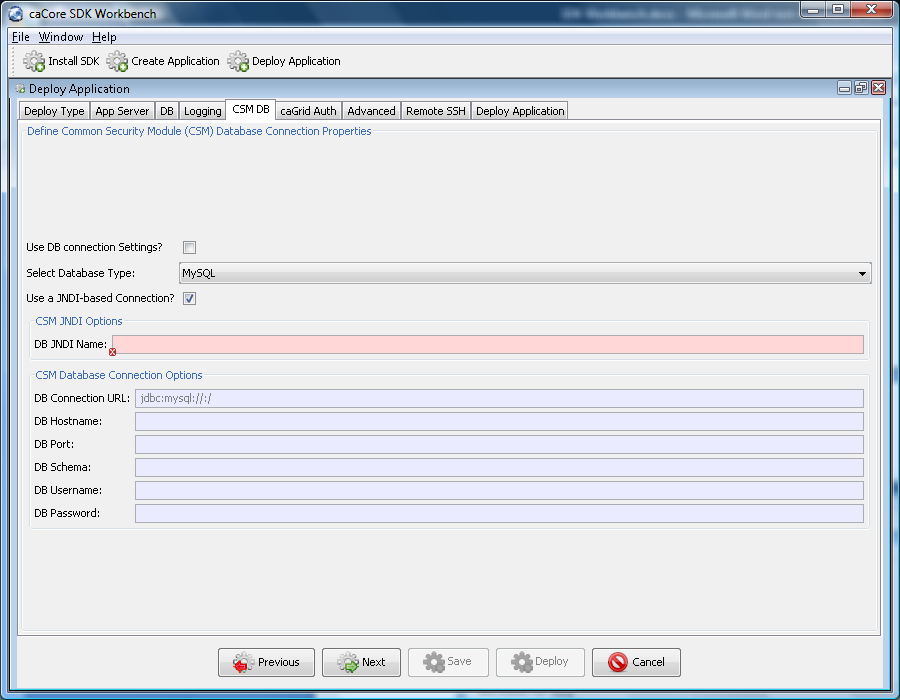 caCore SDK Workbench
File Window Help
Install SDK Create Application Deploy Application
Deploy Application
Deploy Type App Server DB Logging CSM DB caGrid Auth Advanced Remote SSH Deploy Application
Define Common Security Module (CSM) Database Connection Properties
Use DB connection Settings?
Select Database Type: MySQL
Use a JNDI-based Connection?
CSM JNDI Options
DB JNDI Name:
CSM Database Connection Options
DB Connection URL: jdbc:mysql://:/
DB Hostname:
DB Port:
DB Schema:
DB Username:
DB Password:
Previous Next Save Deploy Cancel